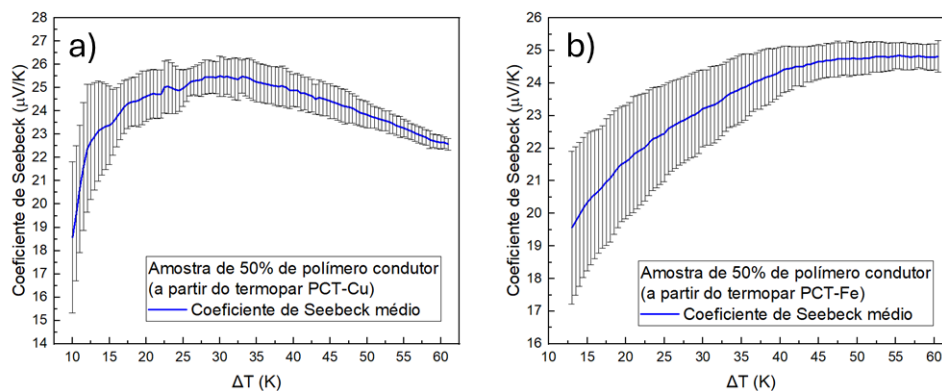 a)
Coeficiente de Seebeck (µV/K)
28
27
26
25
24
23
22
21
20
19
18
17
16
15
14
Amostra de 50% de polímero condutor
(a partir do termopar PCT-Cu)
Coeficiente de Seebeck médio
10 15 20 25 30 35 40 45 50 55 60
ΔT (K)
b)
Coeficiente de Seebeck (µV/K)
26
25
24
23
22
21
20
19
18
17
16
Amostra de 50% de polímero condutor
(a partir do termopar PCT-Fe)
Coeficiente de Seebeck médio
10 15 20 25 30 35 40 45 50 55 60
ΔT (K)